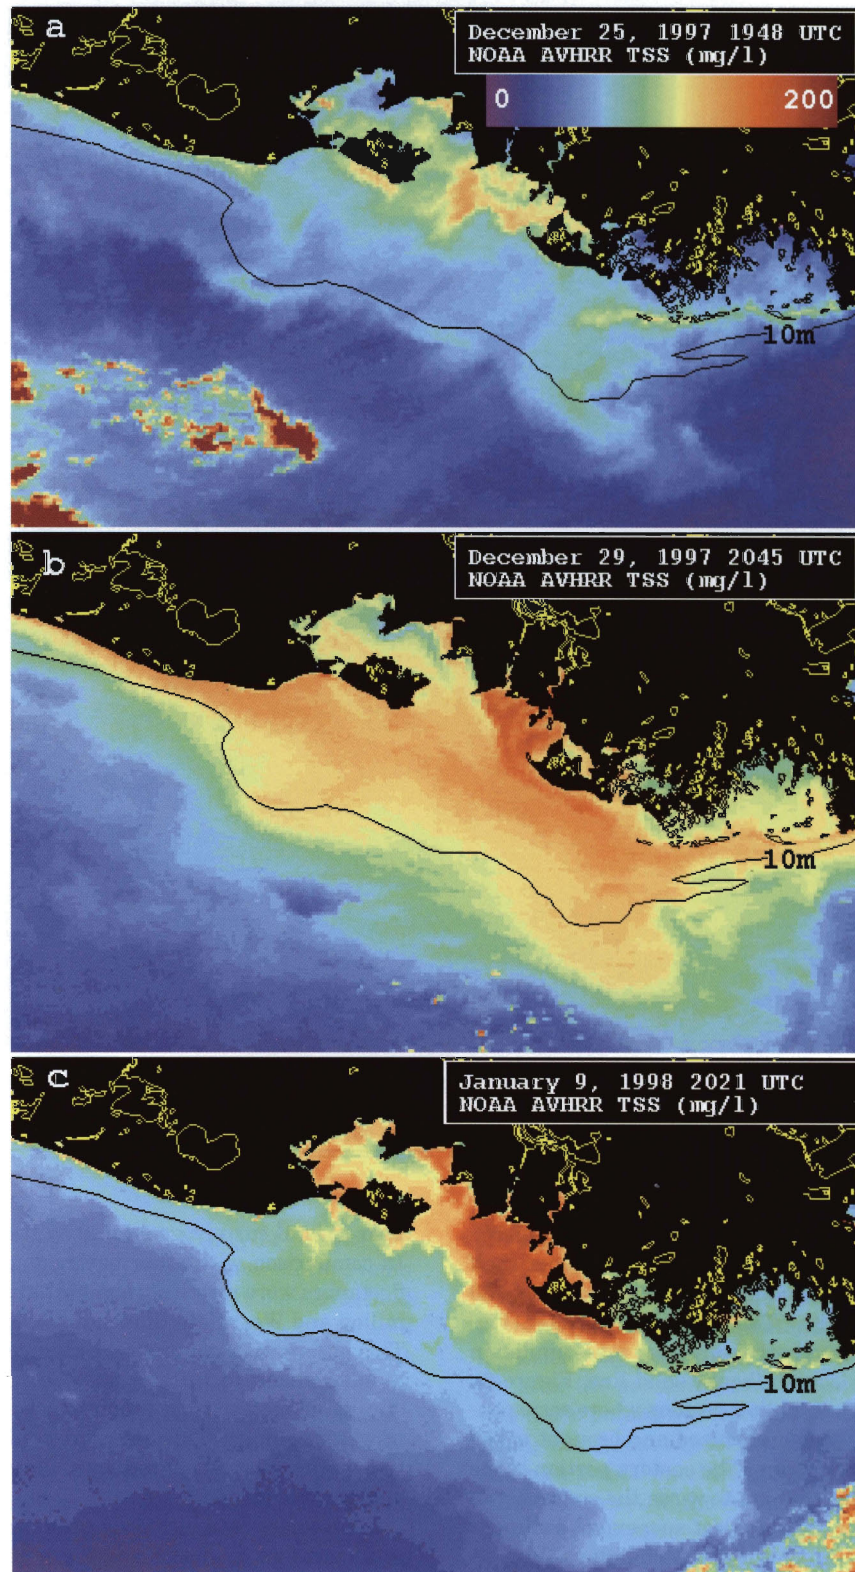 a
December 25, 1997 1948 UTC
NOAA AVHRR TSS (mg/l)
0 200
10m
b
December 29, 1997 2045 UTC
NOAA AVHRR TSS (mg/l)
10m
c
January 9, 1998 2021 UTC
NOAA AVHRR TSS (mg/l)
10m